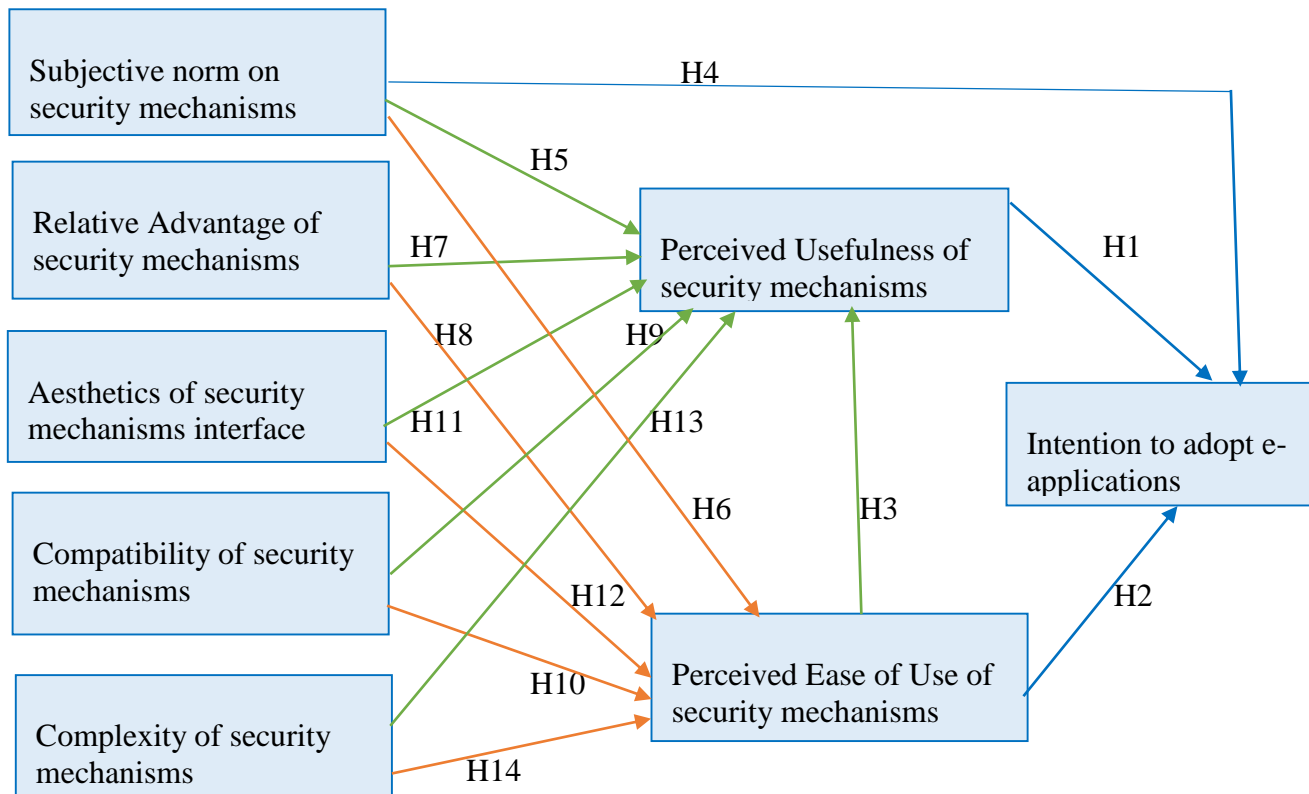 Subjective norm on
security mechanisms
H4
H5
Relative Advantage of
security mechanisms
H7
Perceived Usefulness of
security mechanisms
H1
H8
H9
Aesthetics of security
mechanisms interface
H11
H13
Intention to adopt e-
applications
H6
H3
Compatibility of security
mechanisms
H12
H2
H10
Perceived Ease of Use of
security mechanisms
Complexity of security
mechanisms
H14